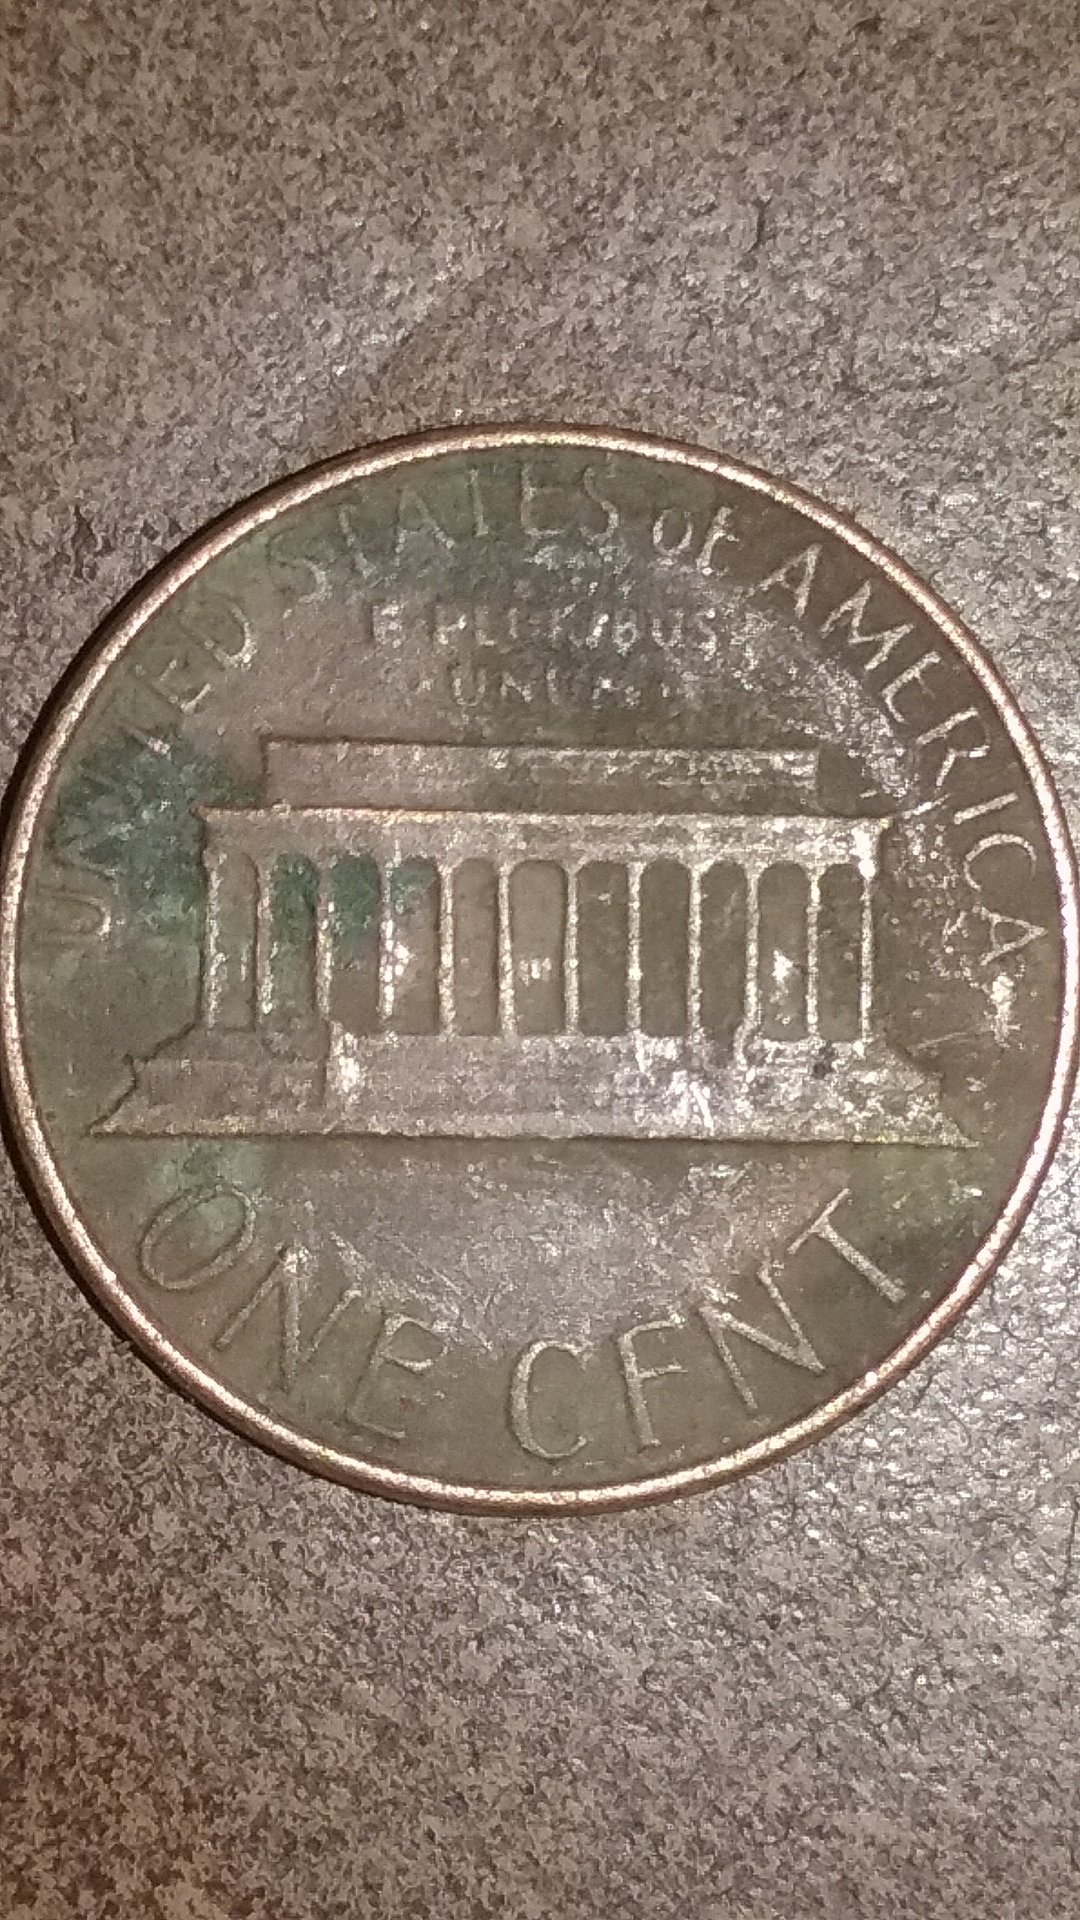 UNITED STATES of AMERICA
E PLURIBUS
UNUM
ONE CENT